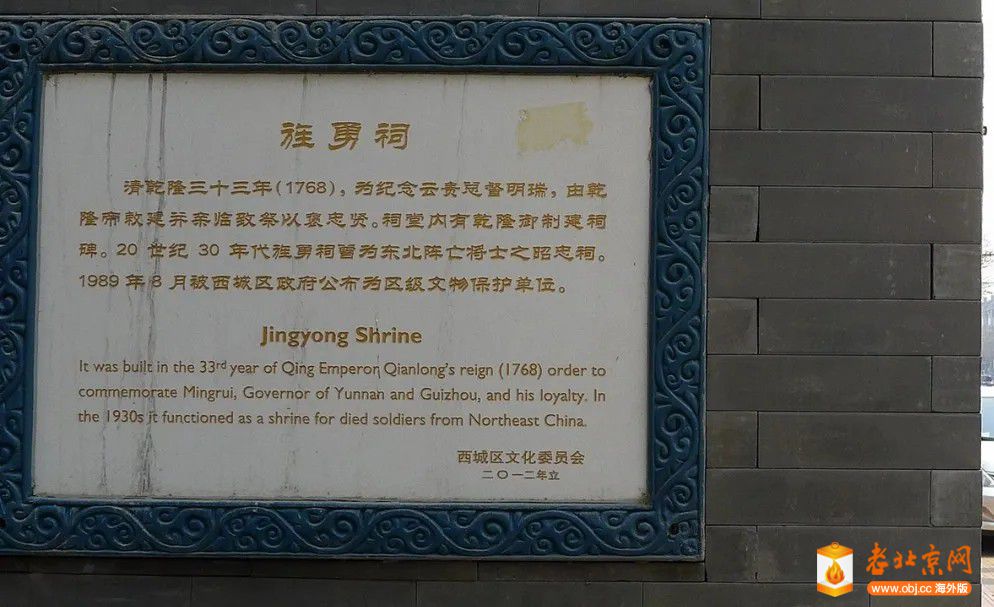 旌勇祠
清乾隆三十三年(1768)，为纪念云贵总督明瑞，由乾
隆帝敕建并亲临致祭以褒忠贤。祠堂内有乾隆御制建祠
碑。20 世纪 30 年代旌勇祠曾为东北阵亡将士之昭忠祠。
1989 年 8 月被西城区政府公布为区级文物保护单位。
Jingyong Shrine
It was built in the 33rd year of Qing Emperor Qianlong's reign (1768) order to
commemorate Mingrui, Governor of Yunnan and Guizhou, and his loyalty. In
the 1930s it functioned as a shrine for died soldiers from Northeast China.
西城区文化委员会
二〇一二年立
老北京网
www.obj.cc 海外版